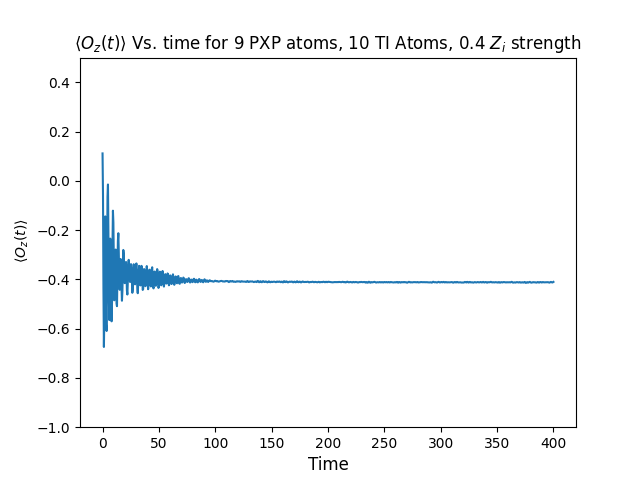 ⟨O_z(t)⟩ Vs. time for 9 PXP atoms, 10 TI Atoms, 0.4 Z_i strength
0.4
0.2
0.0
−0.2
−0.4
−0.6
−0.8
−1.0
⟨O_z(t)⟩
0 50 100 150 200 250 300 350 400
Time